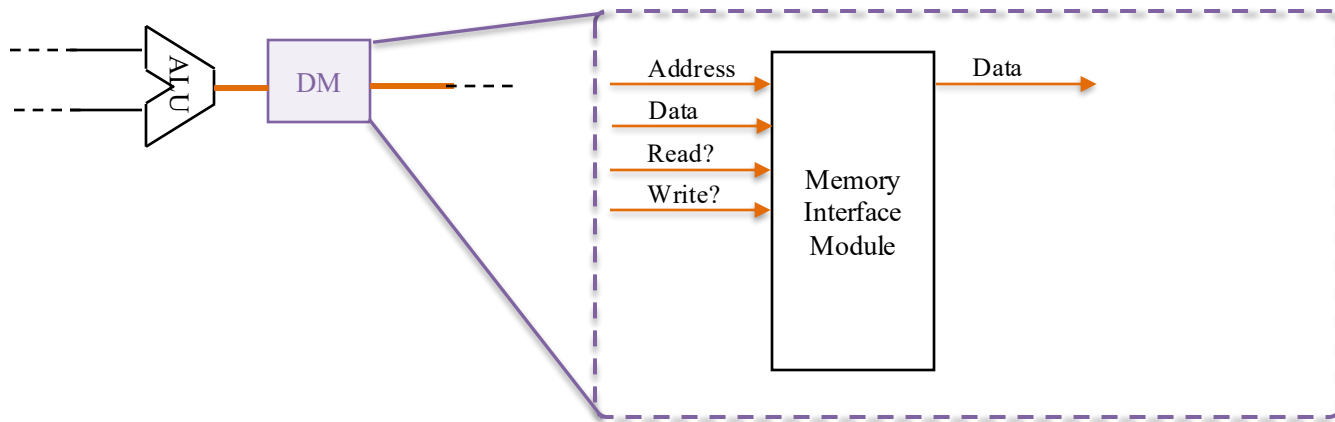 ALU
DM
Address
Data
Read?
Write?
Memory
Interface
Module
Data